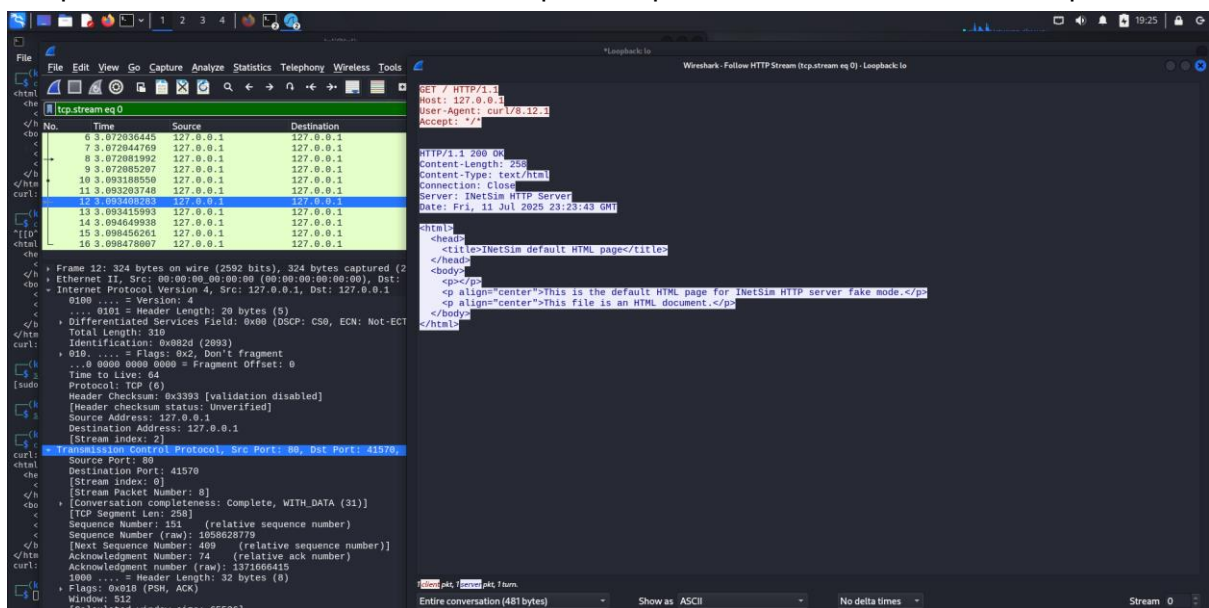 1 2 3 4
19:25
*Loopback: lo
File
File Edit View Go Capture Analyze Statistics Telephony Wireless Tools
tcp.stream eq 0
No. Time Source Destination
6 3.072036445 127.0.0.1 127.0.0.1
7 3.072044769 127.0.0.1 127.0.0.1
8 3.072081992 127.0.0.1 127.0.0.1
9 3.072085207 127.0.0.1 127.0.0.1
10 3.093188550 127.0.0.1 127.0.0.1
11 3.093203748 127.0.0.1 127.0.0.1
12 3.093408283 127.0.0.1 127.0.0.1
13 3.093415993 127.0.0.1 127.0.0.1
14 3.094649938 127.0.0.1 127.0.0.1
15 3.098456261 127.0.0.1 127.0.0.1
16 3.098478007 127.0.0.1 127.0.0.1
Frame 12: 324 bytes on wire (2592 bits), 324 bytes captured (2
Ethernet II, Src: 00:00:00_00:00:00 (00:00:00:00:00:00), Dst:
Internet Protocol Version 4, Src: 127.0.0.1, Dst: 127.0.0.1
0100 .... = Version: 4
.... 0101 = Header Length: 20 bytes (5)
Differentiated Services Field: 0x00 (DSCP: CS0, ECN: Not-ECT
Total Length: 310
Identification: 0x082d (2093)
010. .... = Flags: 0x2, Don't fragment
...0 0000 0000 0000 = Fragment Offset: 0
Time to Live: 64
Protocol: TCP (6)
Header Checksum: 0x3393 [validation disabled]
[Header checksum status: Unverified]
Source Address: 127.0.0.1
Destination Address: 127.0.0.1
[Stream index: 2]
Transmission Control Protocol, Src Port: 80, Dst Port: 41570,
Source Port: 80
Destination Port: 41570
[Stream index: 0]
[Stream Packet Number: 8]
[Conversation completeness: Complete, WITH_DATA (31)]
[TCP Segment Len: 258]
Sequence Number: 151 (relative sequence number)
Sequence Number (raw): 1058628779
[Next Sequence Number: 409 (relative sequence number)]
Acknowledgment Number: 74 (relative ack number)
Acknowledgment number (raw): 1371666415
1000 .... = Header Length: 32 bytes (8)
Flags: 0x018 (PSH, ACK)
Window: 512
Wireshark - Follow HTTP Stream (tcp.stream eq 0) - Loopback: lo
GET / HTTP/1.1
Host: 127.0.0.1
User-Agent: curl/8.12.1
Accept: */*
HTTP/1.1 200 OK
Content-Length: 258
Content-Type: text/html
Connection: Close
Server: INetSim HTTP Server
Date: Fri, 11 Jul 2025 23:23:43 GMT
<html>
<head>
<title>INetSim default HTML page</title>
</head>
<body>
<p></p>
<p align="center">This is the default HTML page for INetSim HTTP server fake mode.</p>
<p align="center">This file is an HTML document.</p>
</body>
</html>
1 client pkt, 1 server pkt, 1 turn.
Entire conversation (481 bytes) Show as ASCII No delta times Stream 0